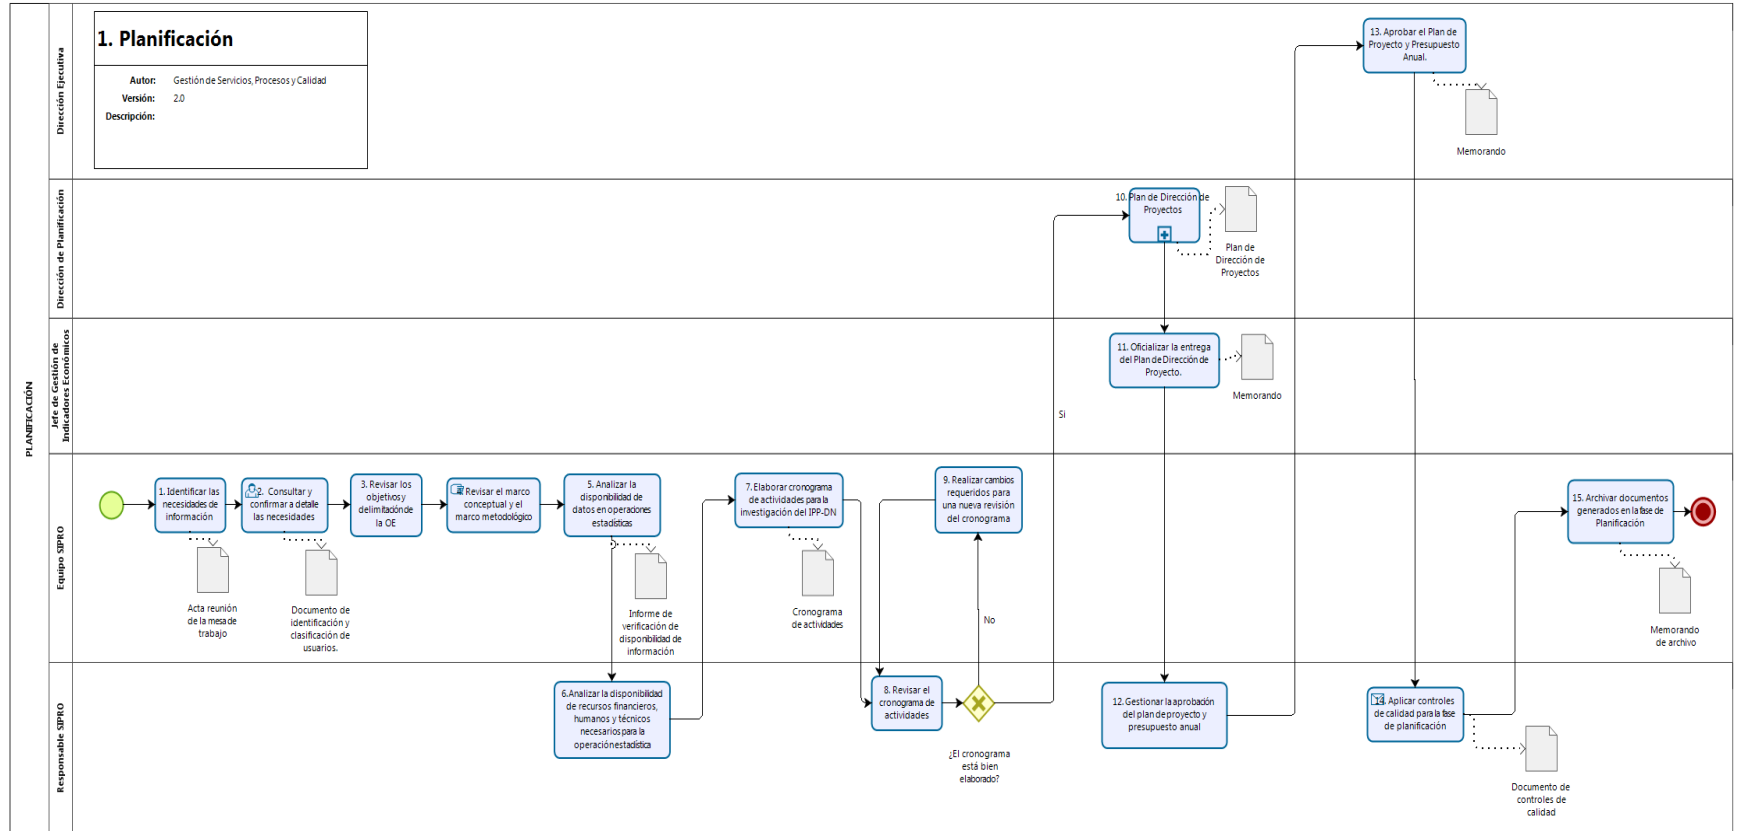 1. Planificación
Autor: Gestión de Servicios, Procesos y Calidad
Versión: 2.0
Descripción:
PLANIFICACIÓN
Dirección Ejecutiva
13. Aprobar el Plan de
Proyecto y Presupuesto
Anual.
Memorando
Dirección de Planificación
10. Plan de Dirección de
Proyectos
Plan de
Dirección de
Proyectos
Jefe de Gestión de
Indicadores Económicos
11. Oficializar la entrega
del Plan de Dirección de
Proyecto.
Memorando
Si
Equipo SIPRO
1. Identificar las
necesidades de
información
Acta reunión
de la mesa de
trabajo
2. Consultar y
confirmar a detalle
las necesidades
Documento de
identificación y
clasificación de
usuarios.
3. Revisar los
objetivos y
delimitación de
la OE
4. Revisar el marco
conceptual y el
marco metodológico
5. Analizar la
disponibilidad de
datos en operaciones
estadísticas
Informe de
verificación de
disponibilidad de
información
7. Elaborar cronograma
de actividades para la
investigación del IPP-DN
Cronograma
de actividades
9. Realizar cambios
requeridos para
una nueva revisión
del cronograma
No
15. Archivar documentos
generados en la fase de
Planificación
Memorando
de archivo
Responsable SIPRO
6.Analizar la disponibilidad
de recursos financieros,
humanos y técnicos
necesarios para la
operación estadística
8. Revisar el
cronograma de
actividades
¿El cronograma
está bien
elaborado?
12. Gestionar la aprobación
del plan de proyecto y
presupuesto anual
14. Aplicar controles
de calidad para la fase
de planificación
Documento de
controles de
calidad